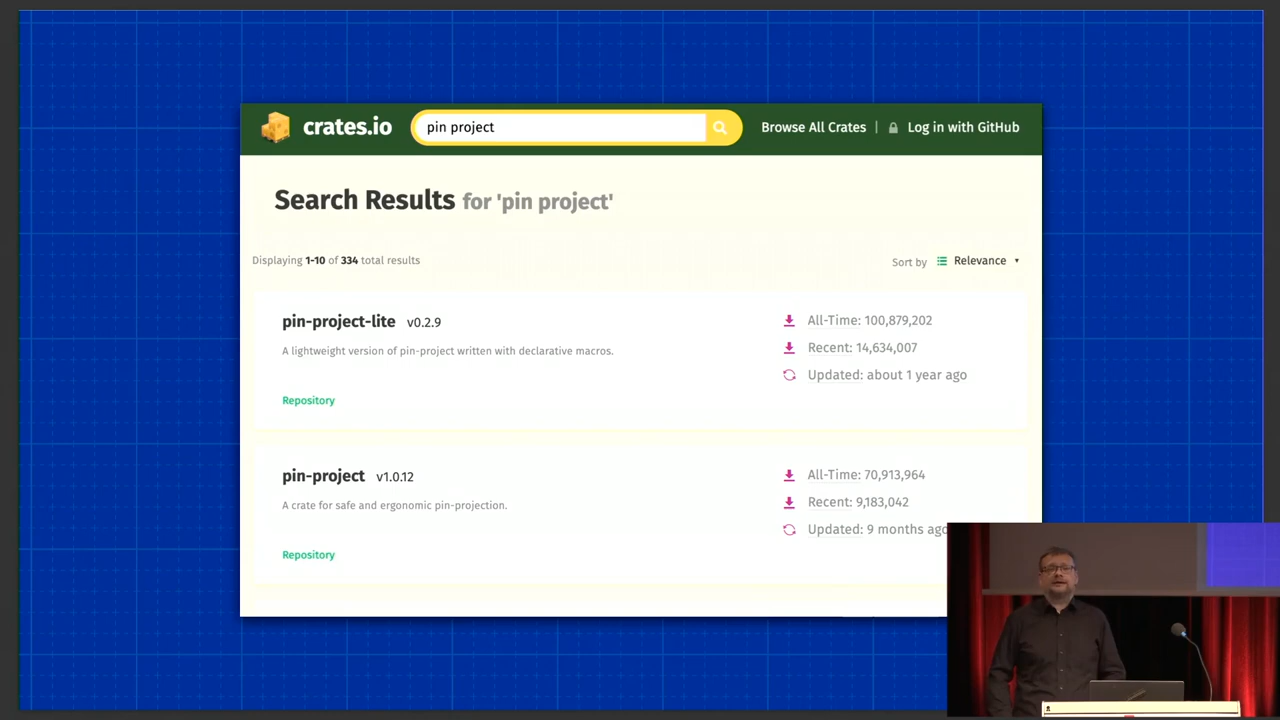 crates.io
pin project
Browse All Crates | Log in with GitHub
Search Results for 'pin project'
Displaying 1-10 of 334 total results
Sort by Relevance
pin-project-lite v0.2.9
A lightweight version of pin-project written with declarative macros.
Repository
All-Time: 100,879,202
Recent: 14,634,007
Updated: about 1 year ago
pin-project v1.0.12
A crate for safe and ergonomic pin-projection.
Repository
All-Time: 70,913,964
Recent: 9,183,042
Updated: 9 months ago